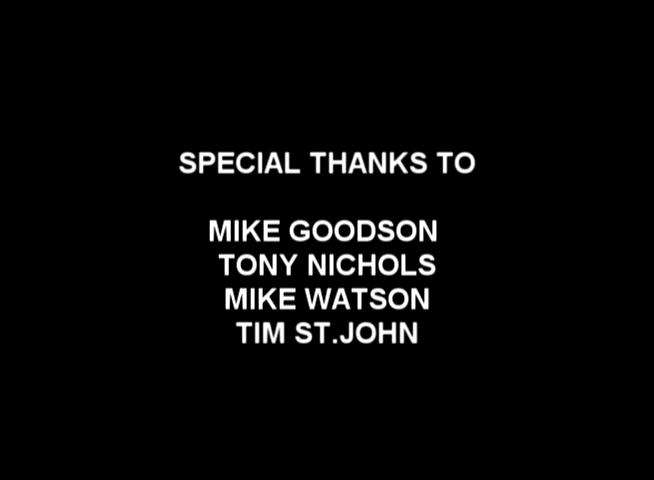 SPECIAL THANKS TO
MIKE GOODSON
TONY NICHOLS
MIKE WATSON
TIM ST.JOHN